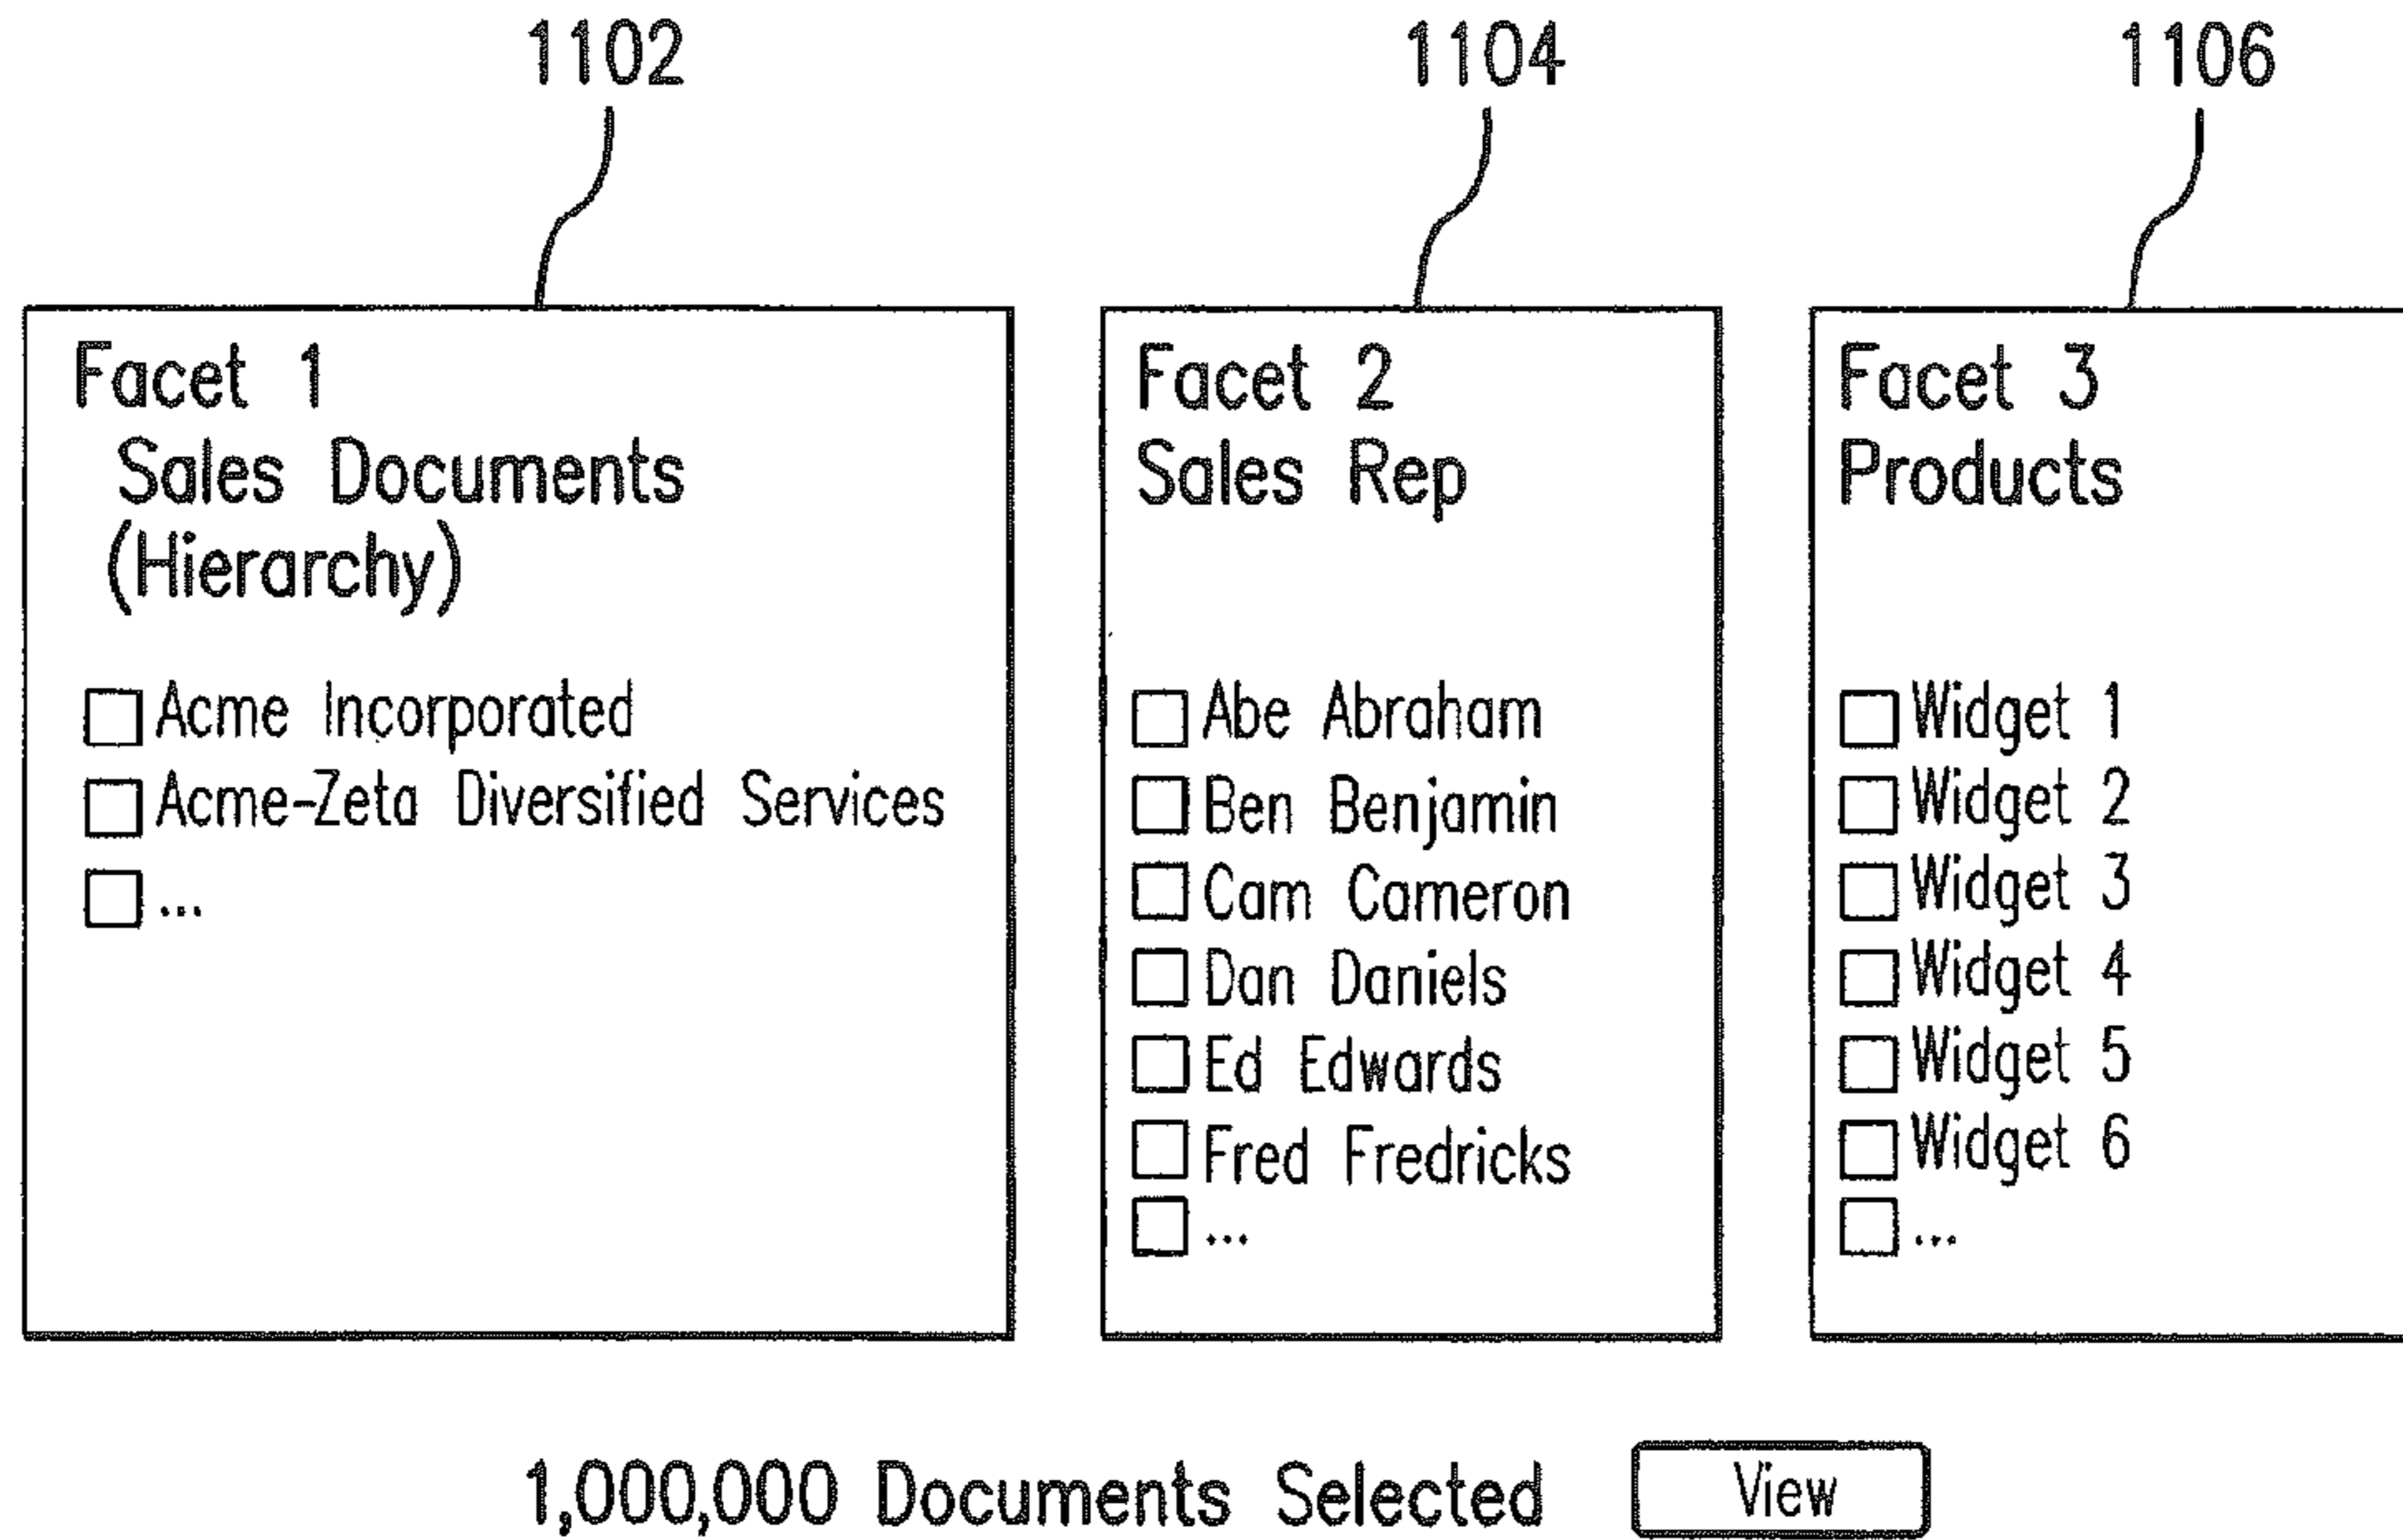 1102
1104
1106
Facet 1
Sales Documents
(Hierarchy)
Acme Incorporated
Acme-Zeta Diversified Services
...
Facet 2
Sales Rep
Abe Abraham
Ben Benjamin
Cam Cameron
Dan Daniels
Ed Edwards
Fred Fredricks
...
Facet 3
Products
Widget 1
Widget 2
Widget 3
Widget 4
Widget 5
Widget 6
...
1,000,000 Documents Selected
View